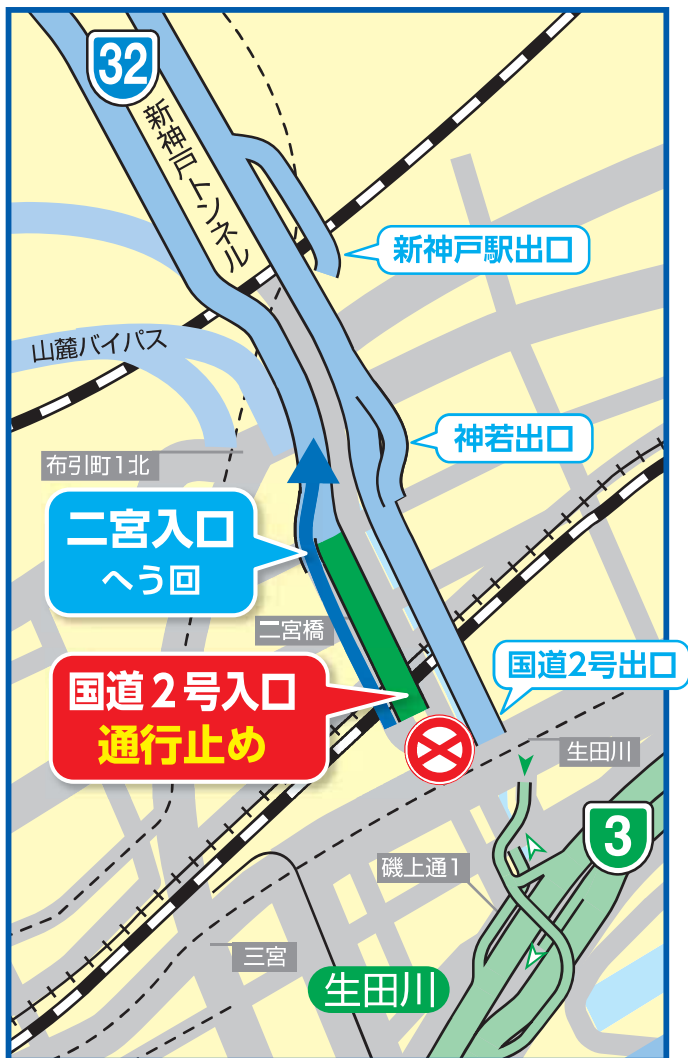 32
新神戸トンネル
新神戸駅出口
山麓バイパス
神若出口
布引町1北
二宮入口
へう回
二宮橋
国道2号出口
国道2号入口
通行止め
生田川
3
磯上通1
三宮
生田川